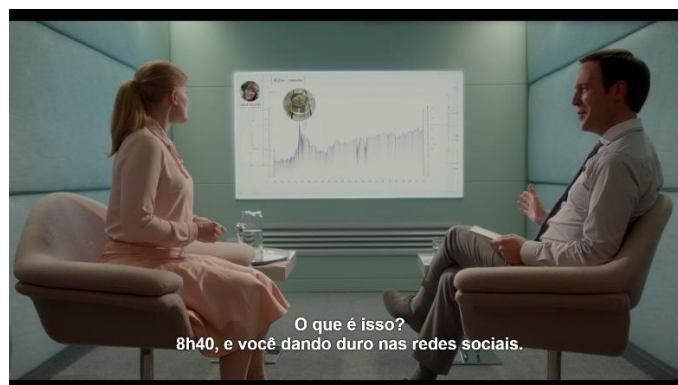 O que é isso?
8h40, e você dando duro nas redes sociais.